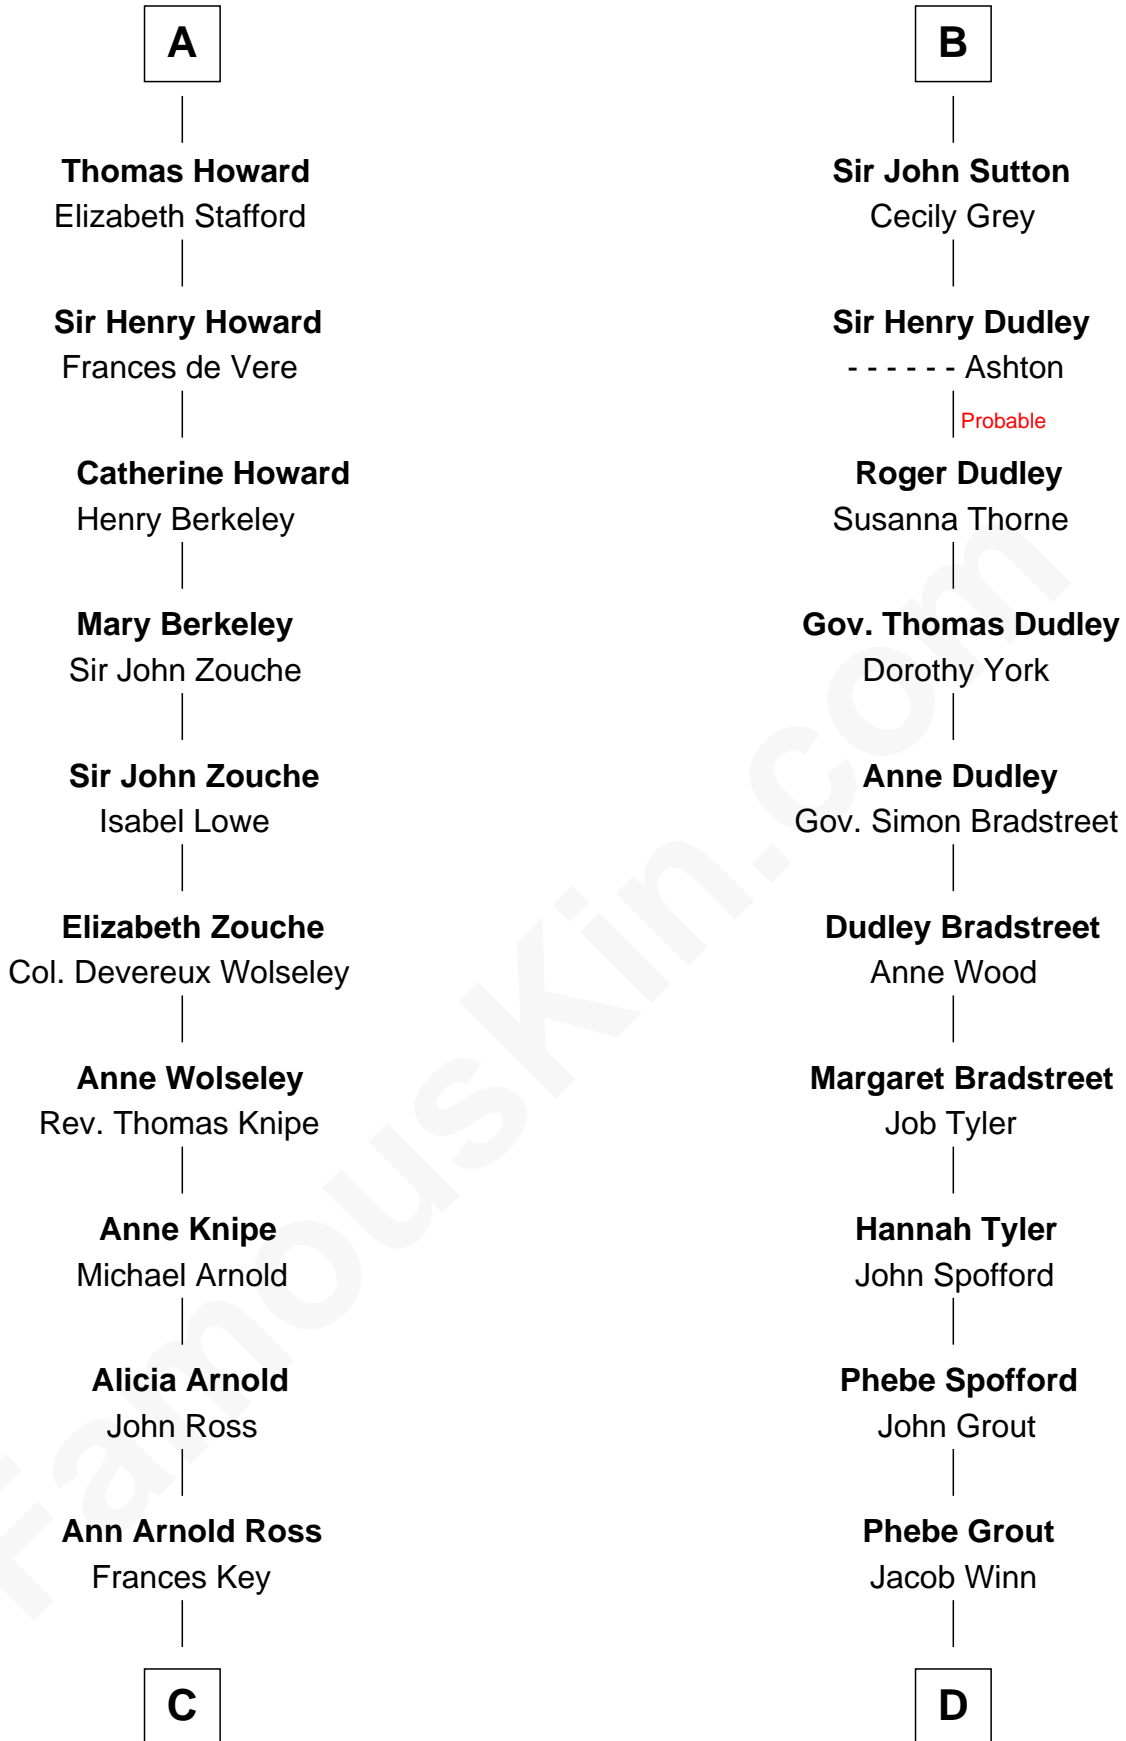 A
B
Thomas Howard
Elizabeth Stafford
Sir John Sutton
Cecily Grey
Sir Henry Howard
Frances de Vere
Sir Henry Dudley
- - - - - - Ashton
Probable
Catherine Howard
Henry Berkeley
Roger Dudley
Susanna Thorne
Mary Berkeley
Sir John Zouche
Gov. Thomas Dudley
Dorothy York
Sir John Zouche
Isabel Lowe
Anne Dudley
Gov. Simon Bradstreet
Elizabeth Zouche
Col. Devereux Wolseley
Dudley Bradstreet
Anne Wood
Anne Wolseley
Rev. Thomas Knipe
Margaret Bradstreet
Job Tyler
Anne Knipe
Michael Arnold
Hannah Tyler
John Spofford
Alicia Arnold
John Ross
Phebe Spofford
John Grout
Ann Arnold Ross
Frances Key
Phebe Grout
Jacob Winn
C
D
FamousKin.com